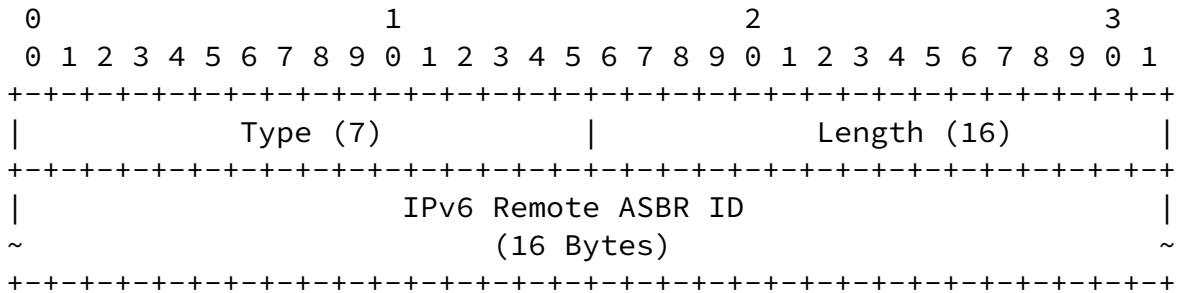 0                   1                   2                   3
 0 1 2 3 4 5 6 7 8 9 0 1 2 3 4 5 6 7 8 9 0 1 2 3 4 5 6 7 8 9 0 1
+-+-+-+-+-+-+-+-+-+-+-+-+-+-+-+-+-+-+-+-+-+-+-+-+-+-+-+-+-+-+-+-+
|            Type (7)           |            Length (16)        |
+-+-+-+-+-+-+-+-+-+-+-+-+-+-+-+-+-+-+-+-+-+-+-+-+-+-+-+-+-+-+-+-+
|                     IPv6 Remote ASBR ID                       |
~                          (16 Bytes)                           ~
+-+-+-+-+-+-+-+-+-+-+-+-+-+-+-+-+-+-+-+-+-+-+-+-+-+-+-+-+-+-+-+-+